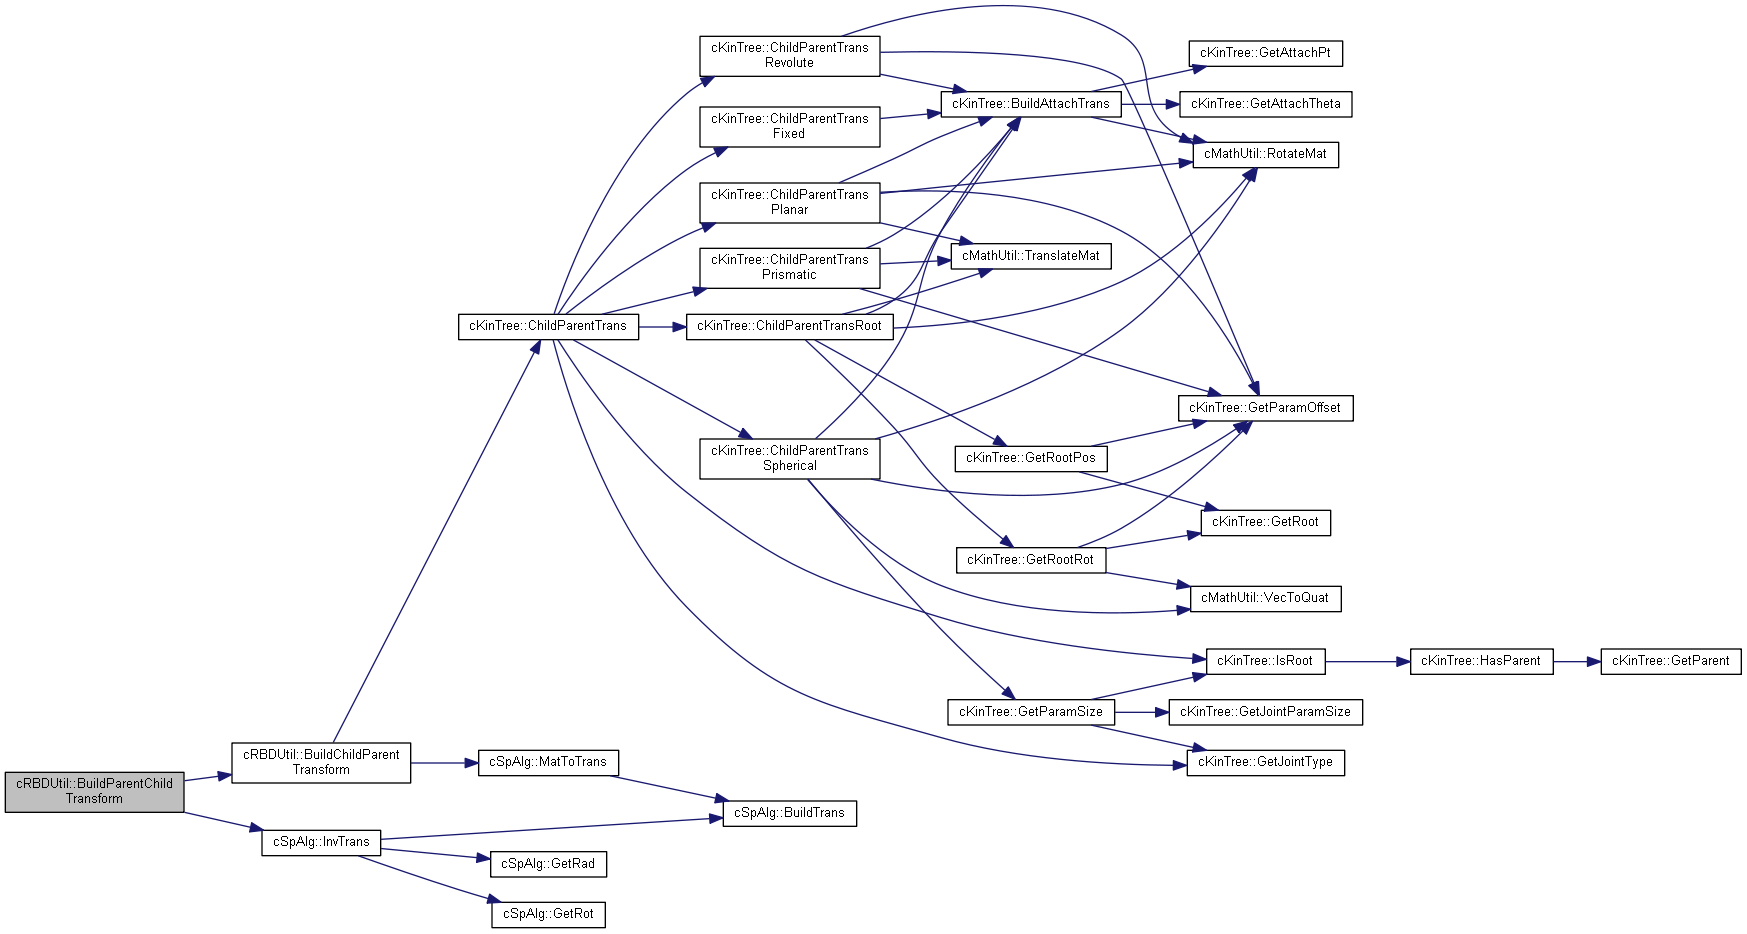 cRBDUtil::BuildParentChild
Transform
cRBDUtil::BuildChildParent
Transform
cSpAlg::InvTrans
cKinTree::ChildParentTrans
cSpAlg::MatToTrans
cSpAlg::GetRad
cSpAlg::GetRot
cKinTree::ChildParentTrans
Revolute
cKinTree::ChildParentTrans
Fixed
cKinTree::ChildParentTrans
Planar
cKinTree::ChildParentTrans
Prismatic
cKinTree::ChildParentTransRoot
cKinTree::ChildParentTrans
Spherical
cSpAlg::BuildTrans
cKinTree::BuildAttachTrans
cMathUtil::TranslateMat
cKinTree::GetRootPos
cKinTree::GetRootRot
cKinTree::GetParamSize
cKinTree::GetAttachPt
cKinTree::GetAttachTheta
cMathUtil::RotateMat
cKinTree::GetParamOffset
cKinTree::GetRoot
cMathUtil::VecToQuat
cKinTree::IsRoot
cKinTree::GetJointParamSize
cKinTree::GetJointType
cKinTree::HasParent
cKinTree::GetParent